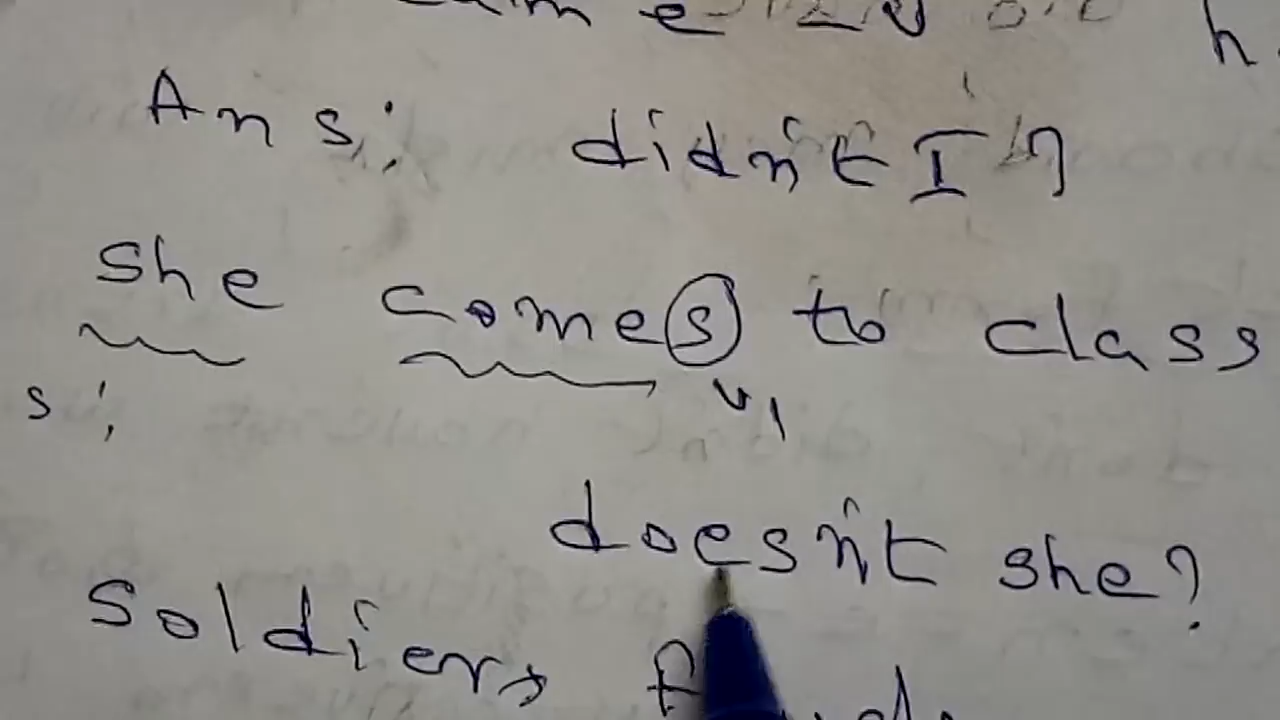 Ans: didn't I?
She comes to class
s:
v1
doesn't she?
Soldiers